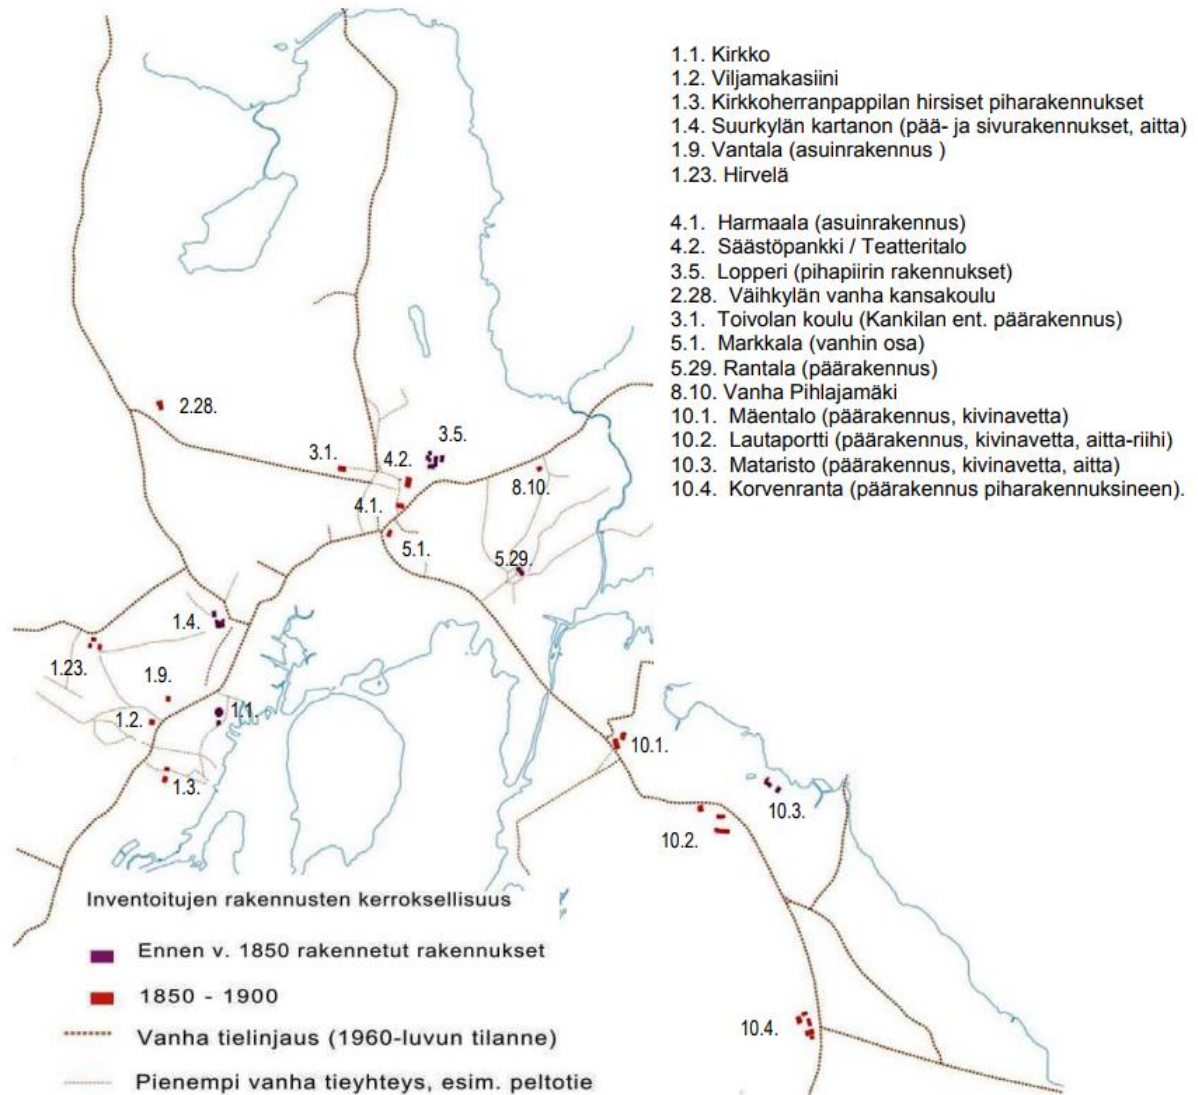 1.1. Kirkko
1.2. Viljamakasiini
1.3. Kirkkoherranpappilan hirsiset piharakennukset
1.4. Suurkylän kartanon (pää- ja sivurakennukset, aitta)
1.9. Vantala (asuinrakennus )
1.23. Hirvelä
4.1. Harmaala (asuinrakennus)
4.2. Säästöpankki / Teatteritalo
3.5. Lopperi (pihapiirin rakennukset)
2.28. Väihkylän vanha kansakoulu
3.1. Toivolan koulu (Kankilan ent. päärakennus)
5.1. Markkala (vanhin osa)
5.29. Rantala (päärakennus)
8.10. Vanha Pihlajamäki
10.1. Mäentalo (päärakennus, kivinavetta)
10.2. Lautaportti (päärakennus, kivinavetta, aitta-riihi)
10.3. Mataristo (päärakennus, kivinavetta, aitta)
10.4. Korvenranta (päärakennus piharakennuksineen).
2.28.
3.5.
3.1.
4.2.
8.10.
4.1.
5.1.
5.29.
1.4.
1.23.
1.9.
1.1.
1.2.
10.1.
1.3.
10.3.
10.2.
10.4.
Inventoitujen rakennusten kerroksellisuus
Ennen v. 1850 rakennetut rakennukset
1850 - 1900
Vanha tielinjaus (1960-luvun tilanne)
Pienempi vanha tieyhteys, esim. peltotie